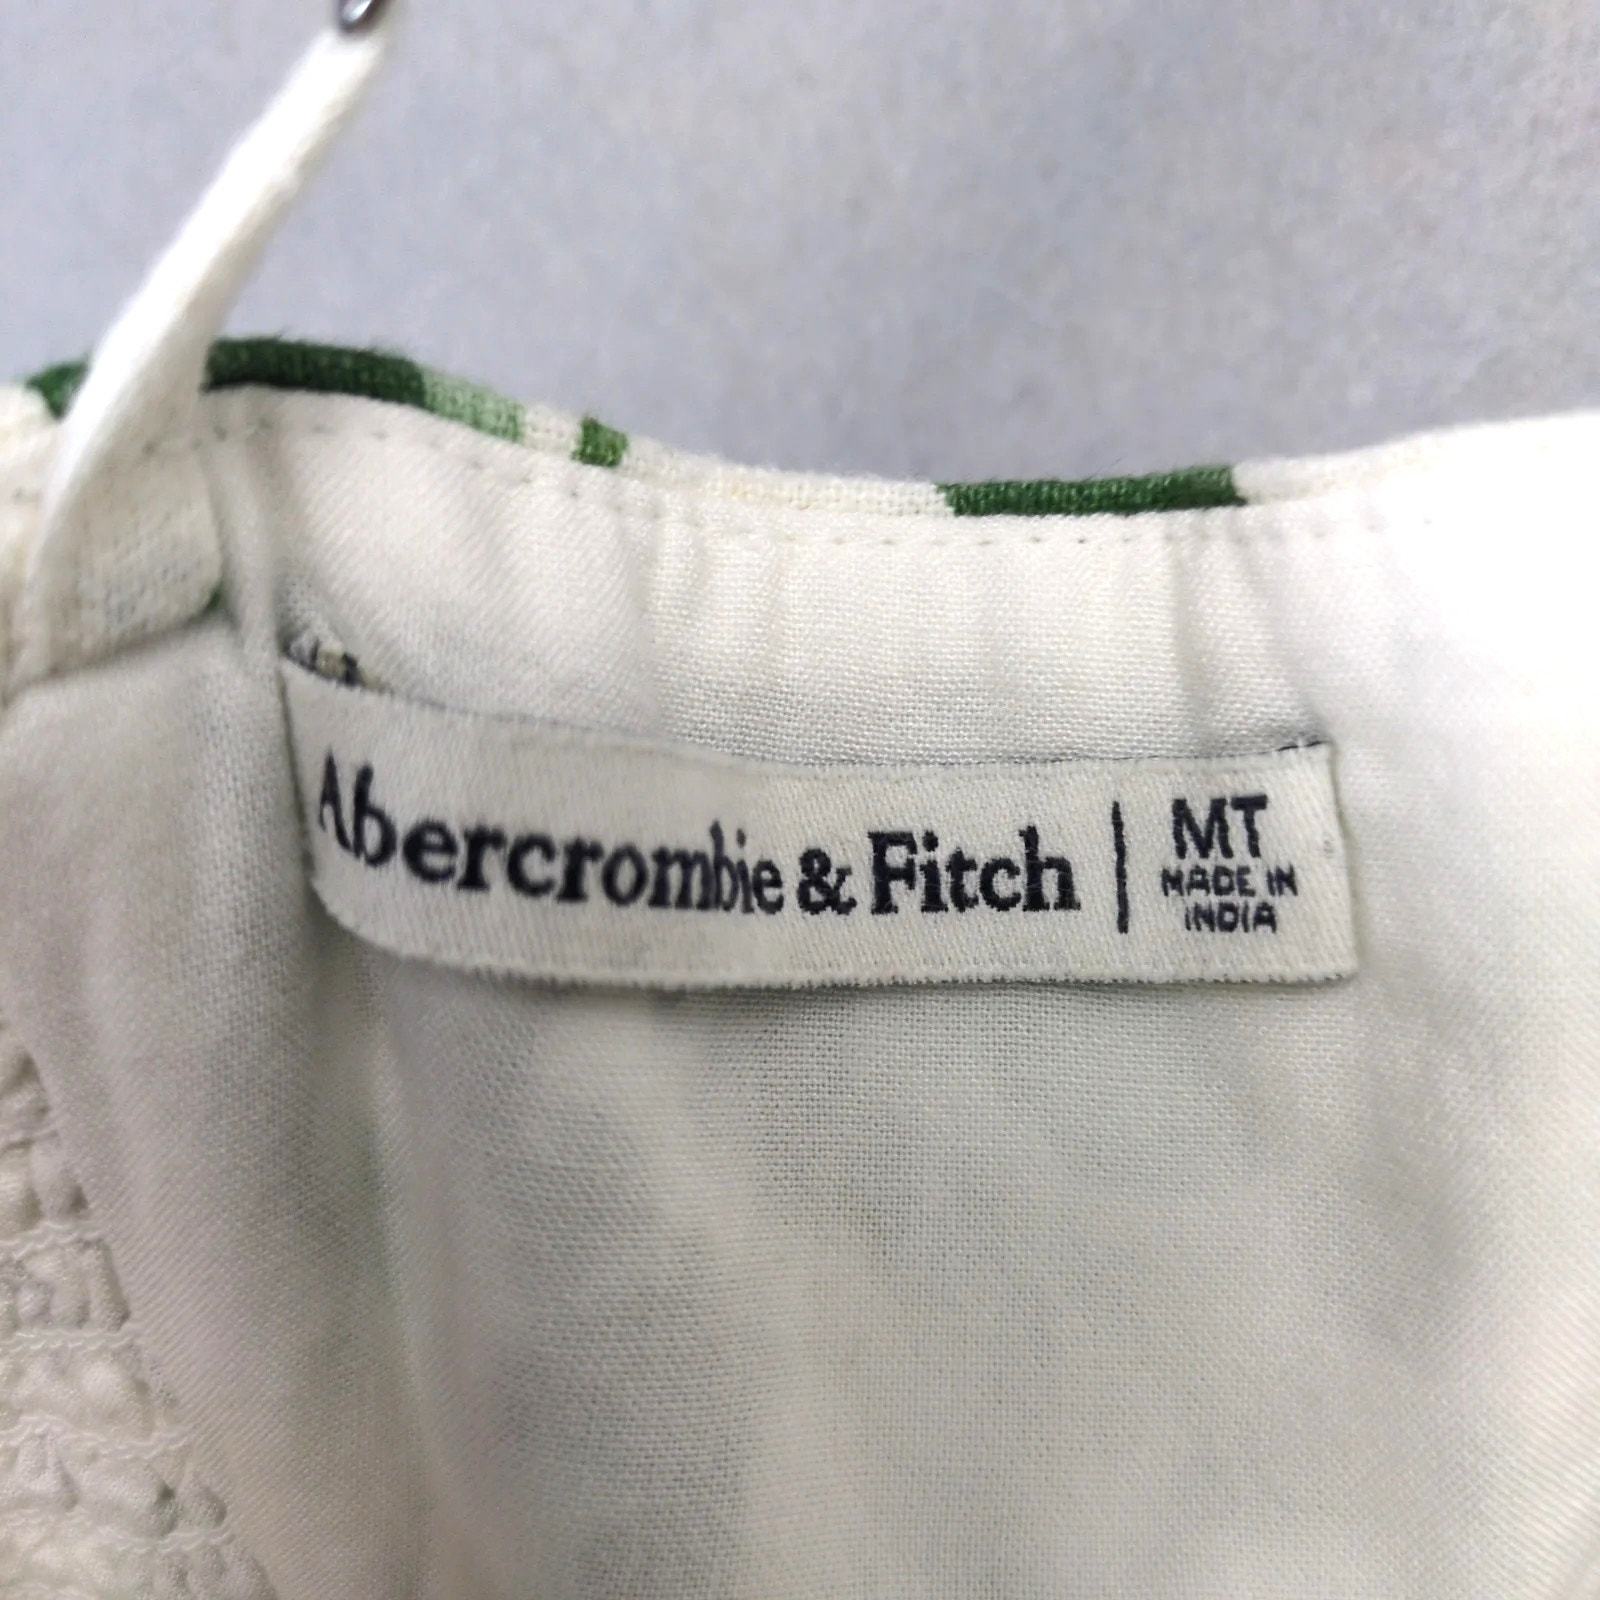 Abercrombie & Fitch | MT
MADE IN
INDIA